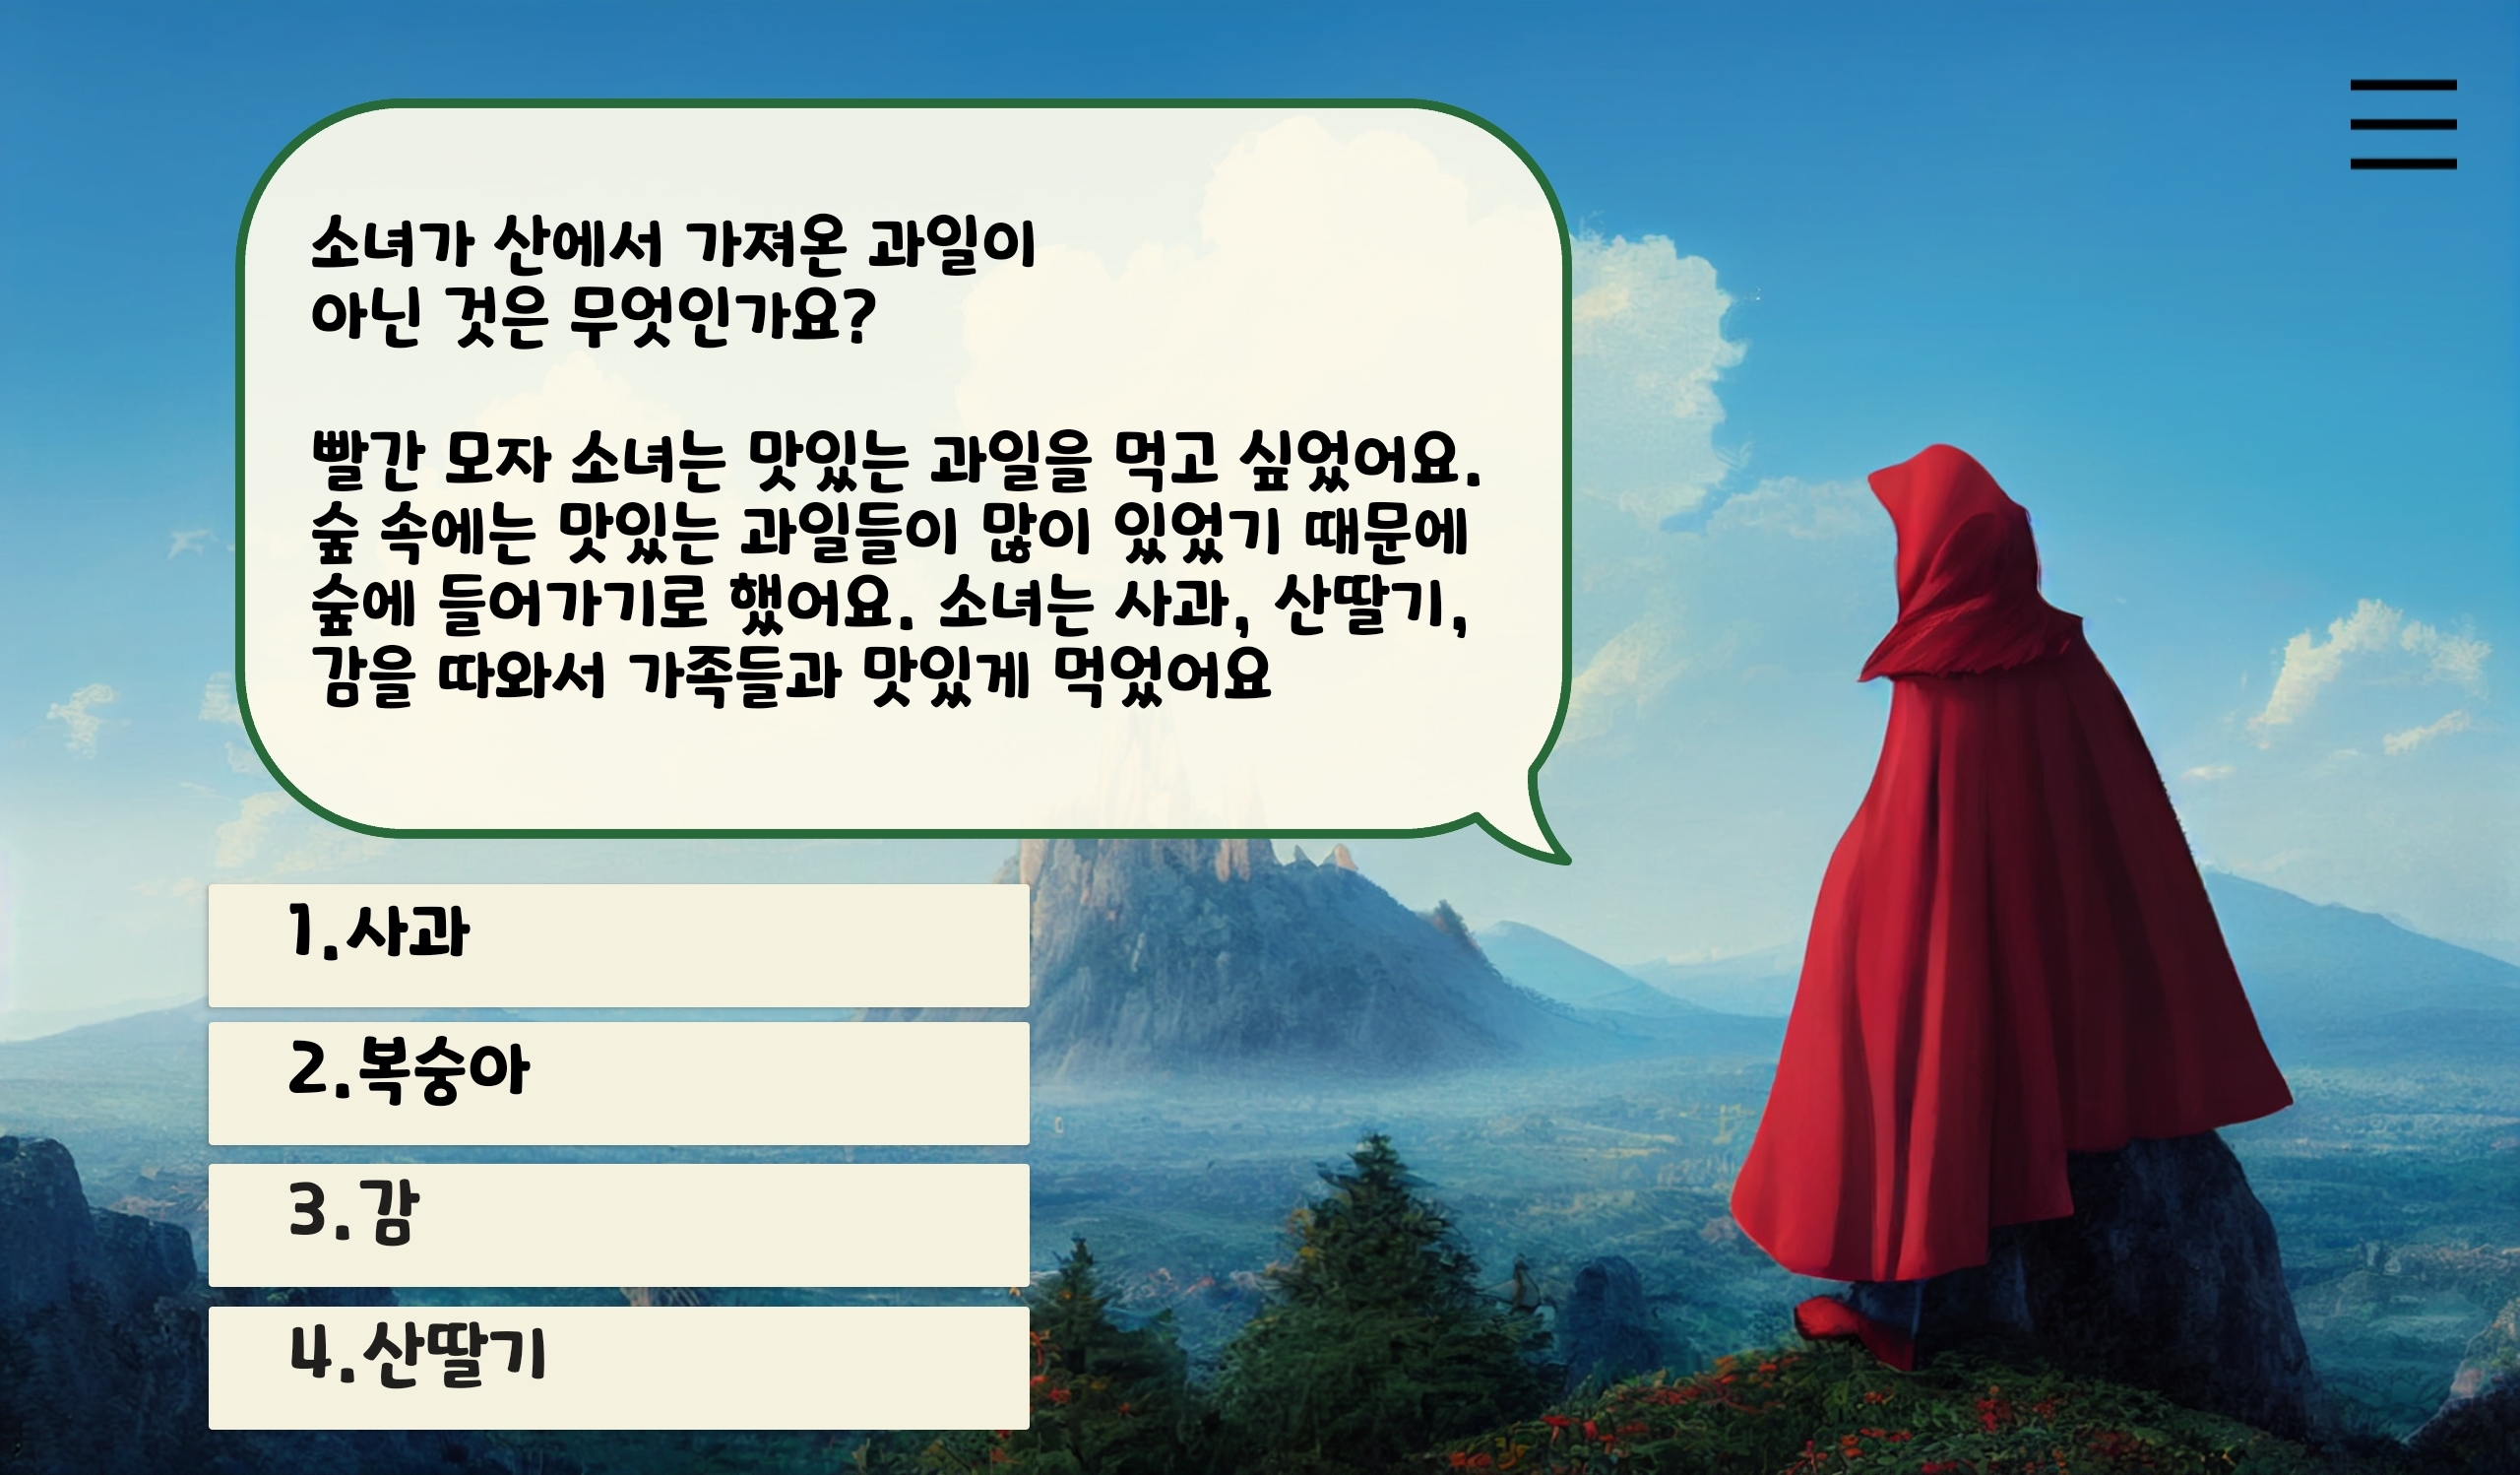 소녀가 산에서 가져온 과일이
아닌 것은 무엇인가요?
빨간 모자 소녀는 맛있는 과일을 먹고 싶었어요.
숲 속에는 맛있는 과일들이 많이 있었기 때문에
숲에 들어가기로 했어요. 소녀는 사과, 산딸기,
감을 따와서 가족들과 맛있게 먹었어요
1.사과
2.복숭아
3.감
4.산딸기